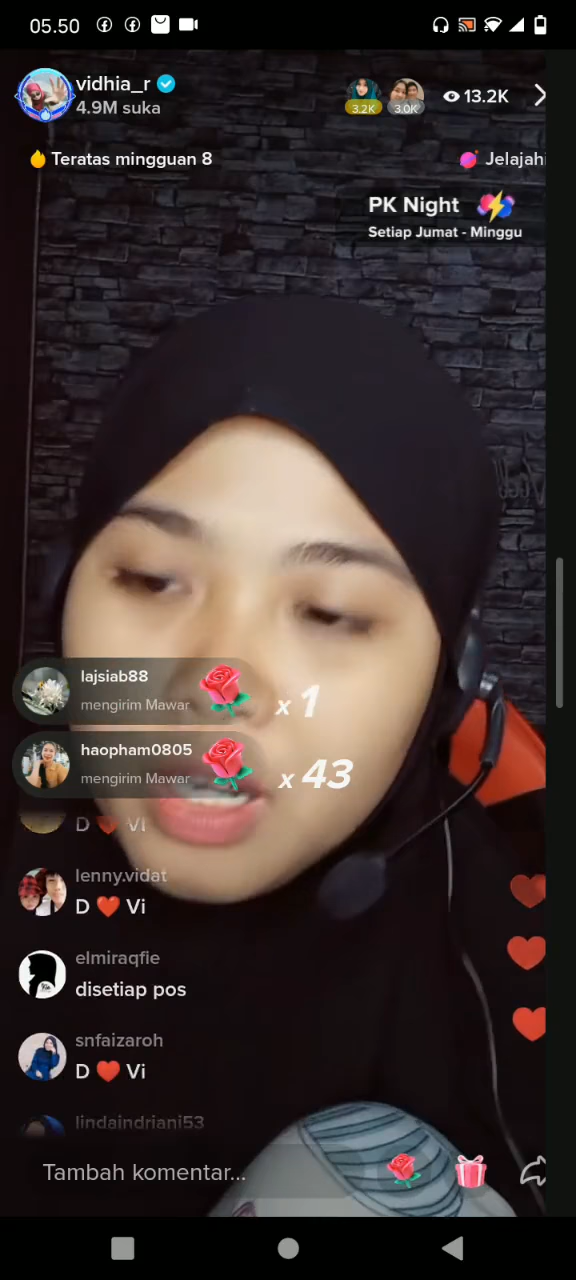 05.50
vidhia_r
4.9M suka
3.2K
3.0K
13.2K
Teratas mingguan 8
Jelajahi
PK Night
Setiap Jumat - Minggu
lajsiab88
mengirim Mawar
x 1
haopham0805
mengirim Mawar
x 43
D ❤️ Vi
lenny.vidat
D ❤️ Vi
elmiraqfie
disetiap pos
snfaizaroh
D ❤️ Vi
lindaindriani53
Tambah komentar...